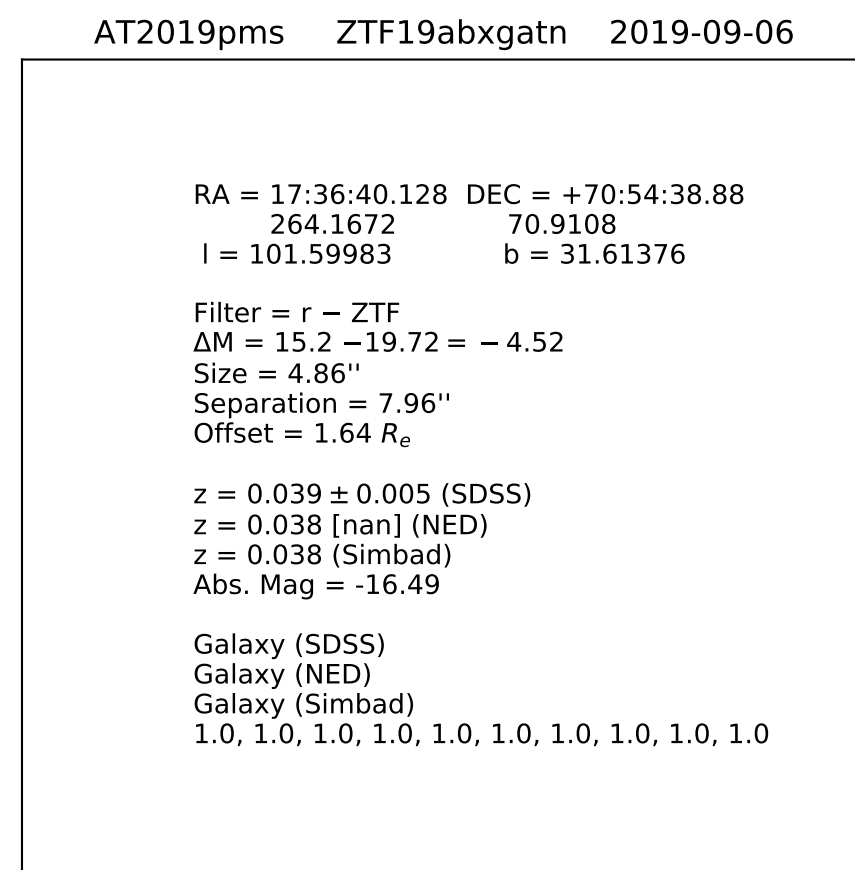 AT2019pms ZTF19abxgatn 2019-09-06
RA = 17:36:40.128 DEC = +70:54:38.88
264.1672 70.9108
l = 101.59983 b = 31.61376
Filter = r − ZTF
ΔM = 15.2 −19.72 = − 4.52
Size = 4.86''
Separation = 7.96''
Offset = 1.64 Re
z = 0.039 ± 0.005 (SDSS)
z = 0.038 [nan] (NED)
z = 0.038 (Simbad)
Abs. Mag = -16.49
Galaxy (SDSS)
Galaxy (NED)
Galaxy (Simbad)
1.0, 1.0, 1.0, 1.0, 1.0, 1.0, 1.0, 1.0, 1.0, 1.0